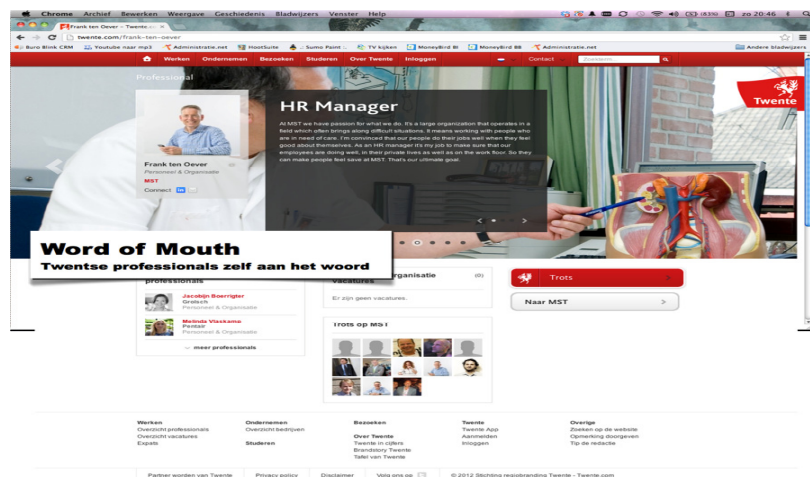 Chrome Archief Bewerken Weergave Geschiedenis Bladwijzers Venster Help
(83%) zo 20:46
Frank ten Oever – Twente
twente.com/frank-ten-oever
Buro Blink CRM Youtube naar mp3 Administratie.net HootSuite .: Sumo Paint :. TV kijken MoneyBird BI MoneyBird BB Administratie.net Andere bladwijzers
Werken Ondernemen Bezoeken Studeren Over Twente Inloggen Contact Zoekterm
Professional
Twente
HR Manager
At MST we have passion for what we do. It's a large organization that operates in a
field which often brings along difficult situations. It means working with people who
are in need of care. I'm convinced that our people do their jobs well when they feel
good about themselves. As an HR manager it's my job to make sure that our
employees are doing well, in their private lives as well as on the work floor. So they
can make people feel save at MST. That's our ultimate goal.
Frank ten Oever
Personeel & Organisatie
MST
Connect in
Word of Mouth
Twentse professionals zelf aan het woord
professionals
Jacobijn Boerrigter
Grolsch
Personeel & Organisatie
Melinda Vlaskama
Pentair
Personeel & Organisatie
meer professionals
organisatie (0)
vacatures
Er zijn geen vacatures.
Trots op MST
Trots >
Naar MST >
Werken
Overzicht professionals
Overzicht vacatures
Expats
Ondernemen
Overzicht bedrijven
Studeren
Bezoeken
Over Twente
Twente in cijfers
Brandstory Twente
Tafel van Twente
Twente
Twente App
Aanmelden
Inloggen
Overige
Zoeken op de website
Opmerking doorgeven
Tip de redactie
Partner worden van Twente Privacy policy Disclaimer Volg ons op © 2012 Stichting regiobranding Twente - Twente.com